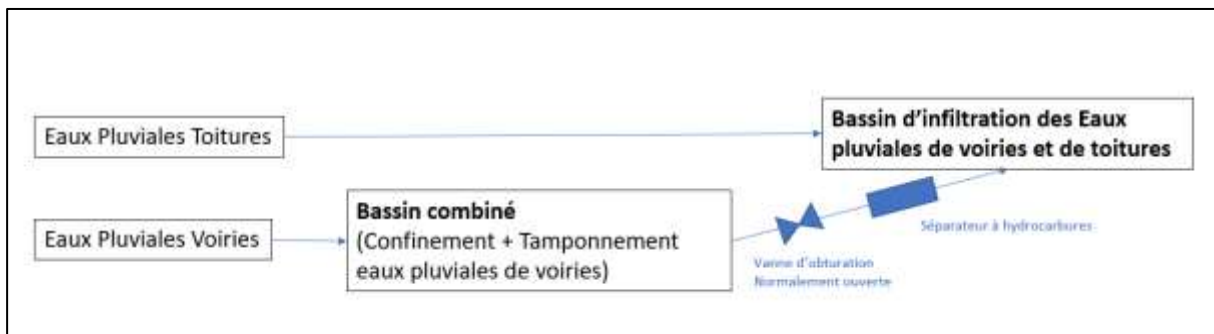 Eaux Pluviales Toitures
Bassin d'infiltration des Eaux
pluviales de voiries et de toitures
Eaux Pluviales Voiries
Bassin combiné
(Confinement + Tamponnement
eaux pluviales de voiries)
Vanne d'obturation
Normalement ouverte
Séparateur à hydrocarbures